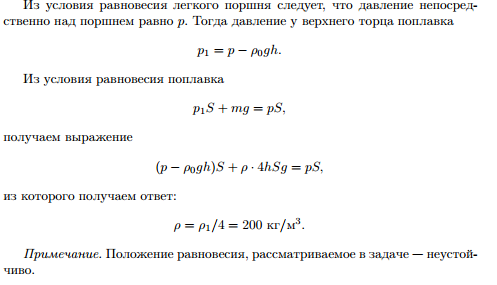 Из условия равновесия легкого поршня следует, что давление непосред-
ственно над поршнем равно p. Тогда давление у верхнего торца поплавка
p₁ = p − ρ₀gh.
Из условия равновесия поплавка
p₁S + mg = pS,
получаем выражение
(p − ρ₀gh)S + ρ · 4hSg = pS,
из которого получаем ответ:
ρ = ρ₁/4 = 200 кг/м³.
Примечание. Положение равновесия, рассматриваемое в задаче — неустой-
чиво.